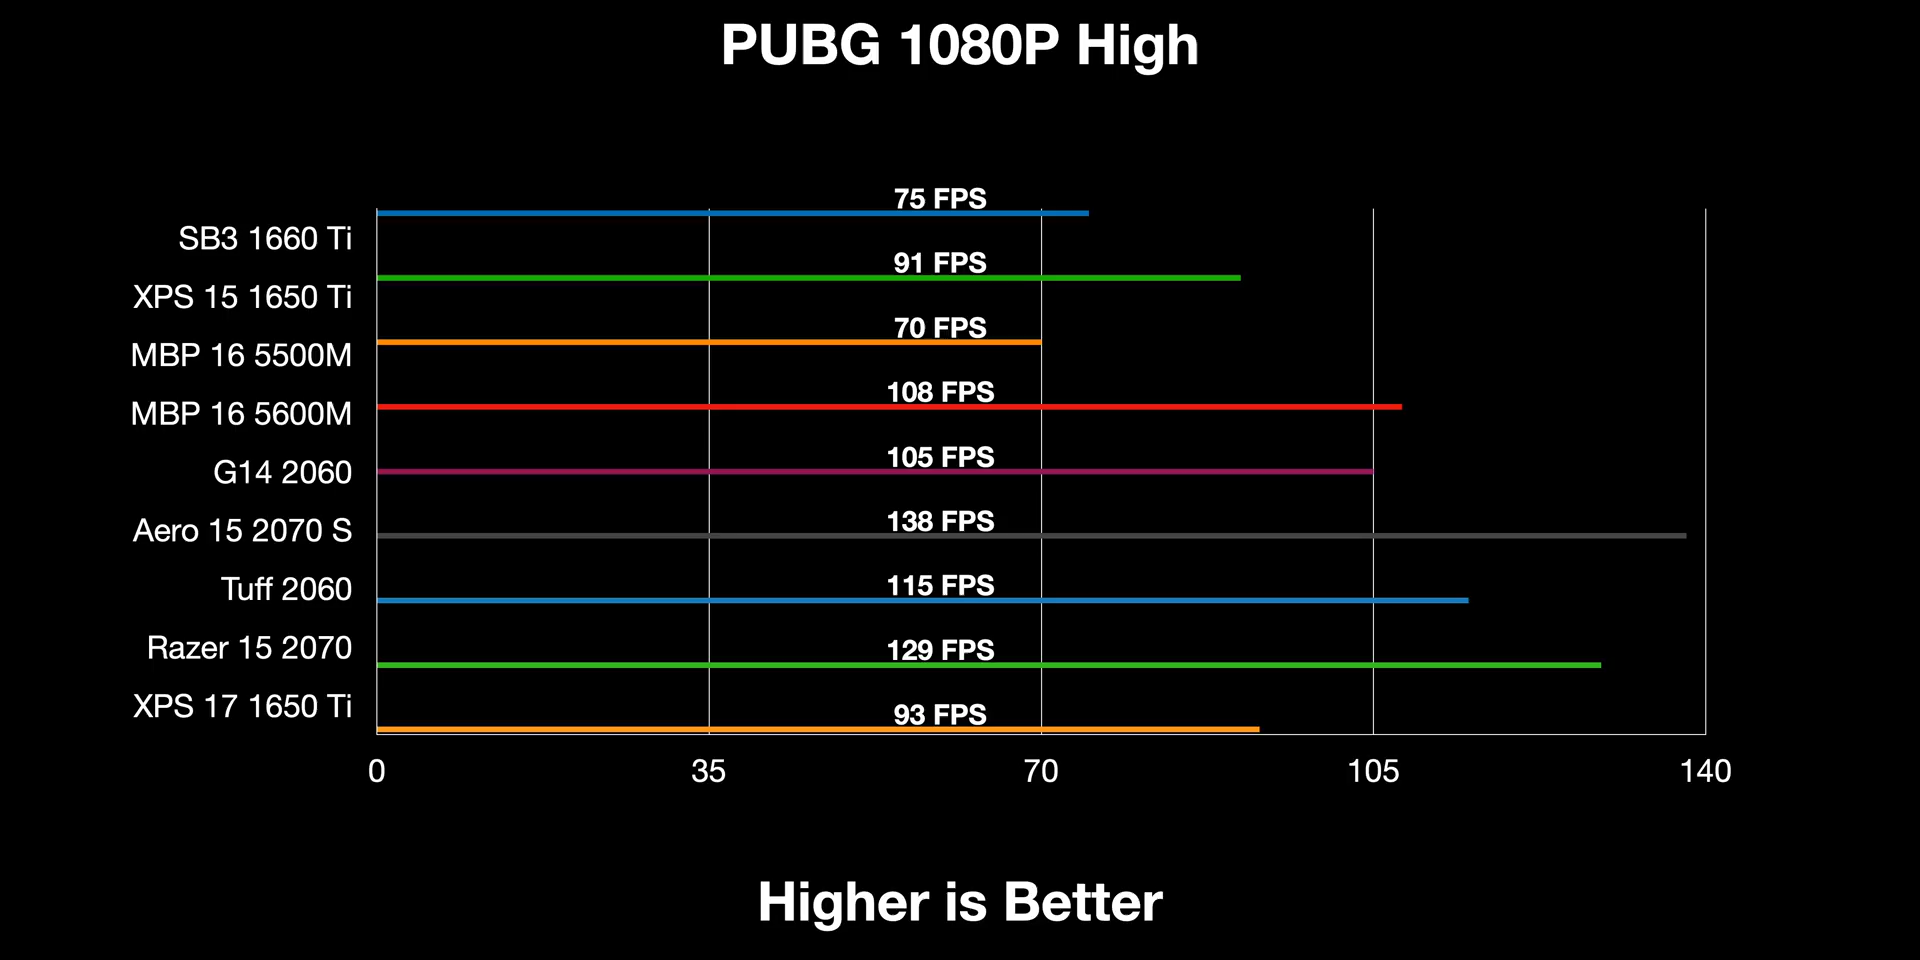 PUBG 1080P High
75 FPS
SB3 1660 Ti
91 FPS
XPS 15 1650 Ti
70 FPS
MBP 16 5500M
108 FPS
MBP 16 5600M
105 FPS
G14 2060
138 FPS
Aero 15 2070 S
115 FPS
Tuff 2060
129 FPS
Razer 15 2070
93 FPS
XPS 17 1650 Ti
0 35 70 105 140
Higher is Better